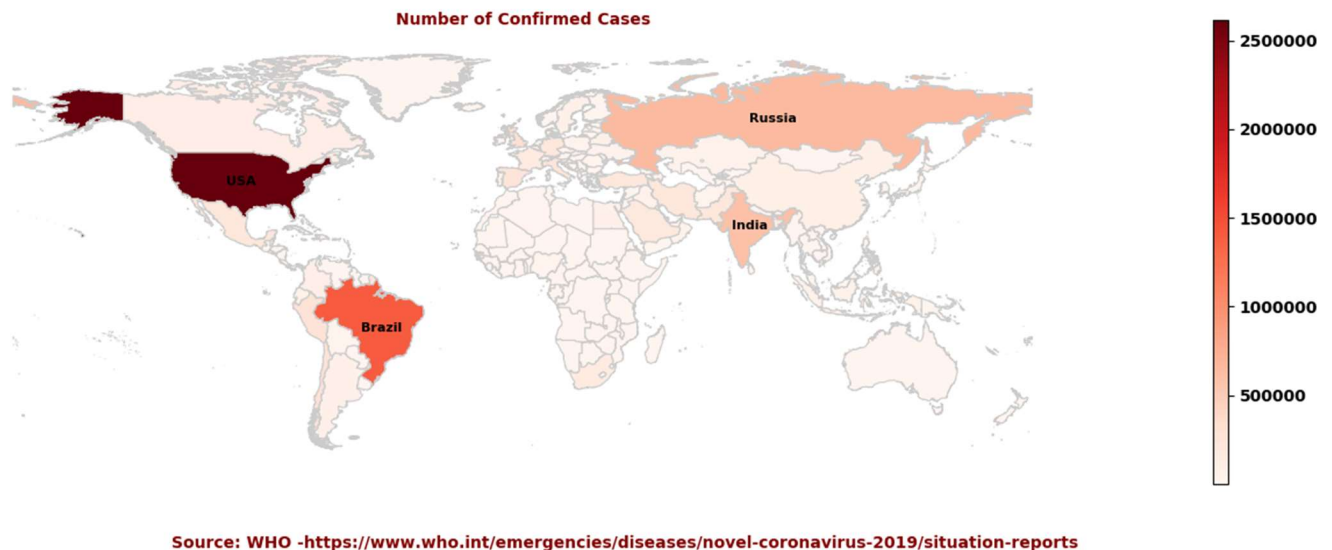 Number of Confirmed Cases
2500000
2000000
1500000
1000000
500000
Russia
USA
India
Brazil
Source: WHO -https://www.who.int/emergencies/diseases/novel-coronavirus-2019/situation-reports